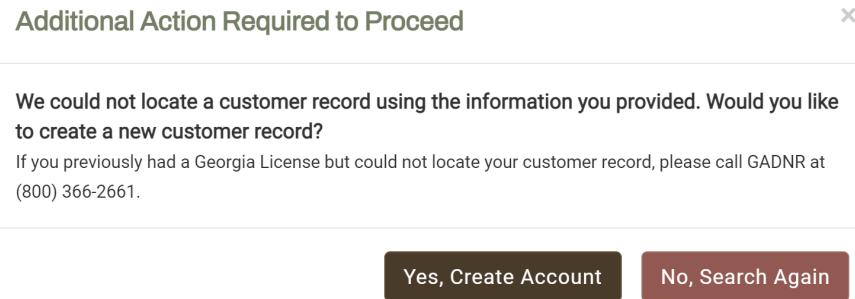 Additional Action Required to Proceed
×
We could not locate a customer record using the information you provided. Would you like
to create a new customer record?
If you previously had a Georgia License but could not locate your customer record, please call GADNR at
(800) 366-2661.
Yes, Create Account
No, Search Again